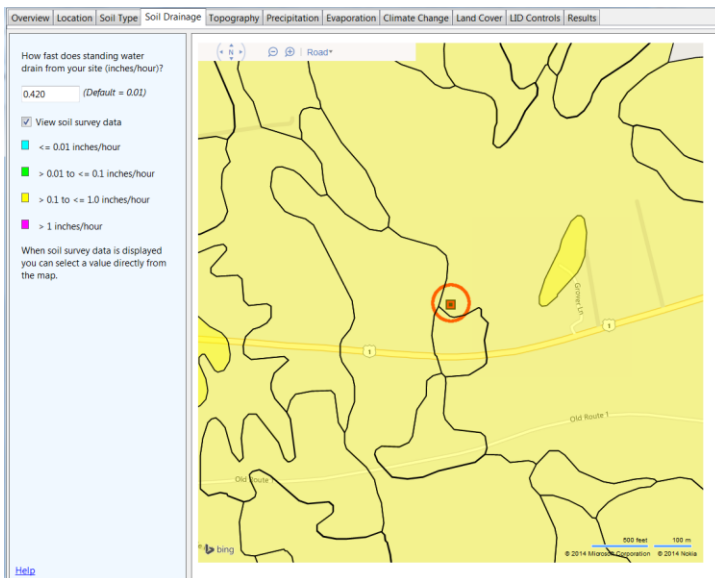 Overview Location Soil Type Soil Drainage Topography Precipitation Evaporation Climate Change Land Cover LID Controls Results
How fast does standing water
drain from your site (inches/hour)?
0.420 (Default = 0.01)
View soil survey data
<= 0.01 inches/hour
> 0.01 to <= 0.1 inches/hour
> 0.1 to <= 1.0 inches/hour
> 1 inches/hour
When soil survey data is displayed
you can select a value directly from
the map.
Help
N Road
Grover Ln
1
1
Old Route 1
Old Route 1
bing
500 feet 100 m
© 2014 Microsoft Corporation © 2014 Nokia